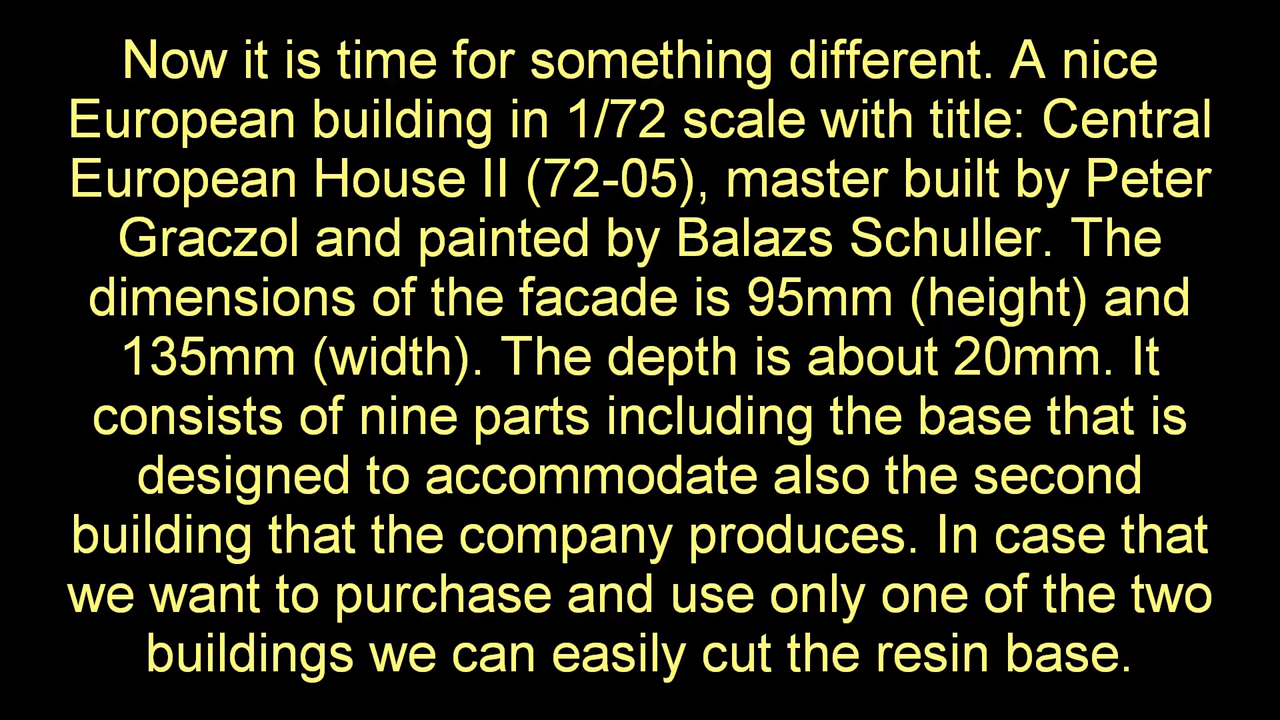 Now it is time for something different. A nice
European building in 1/72 scale with title: Central
European House II (72-05), master built by Peter
Graczol and painted by Balazs Schuller. The
dimensions of the facade is 95mm (height) and
135mm (width). The depth is about 20mm. It
consists of nine parts including the base that is
designed to accommodate also the second
building that the company produces. In case that
we want to purchase and use only one of the two
buildings we can easily cut the resin base.